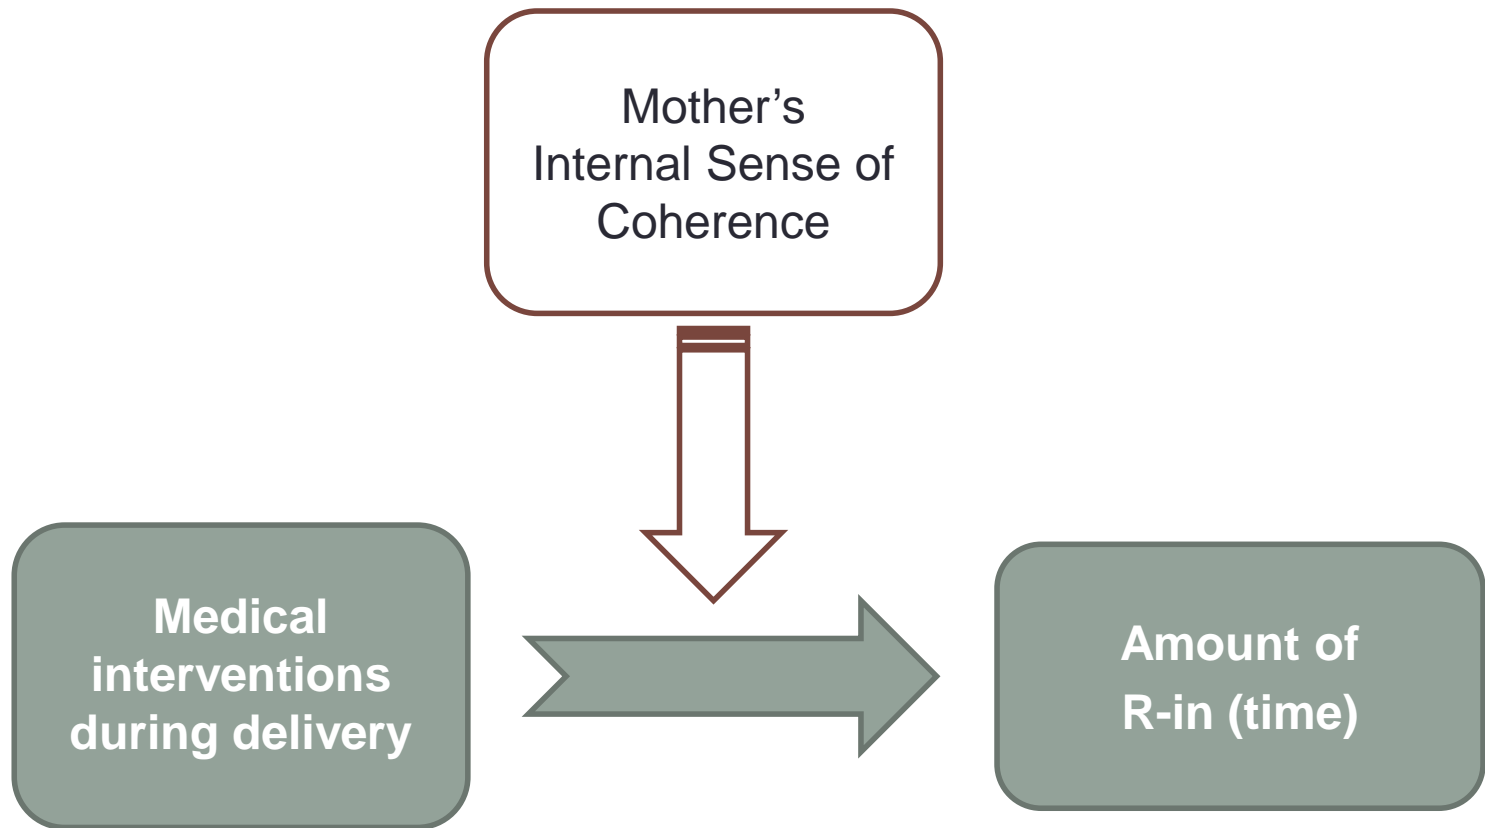 Mother’s
Internal Sense of
Coherence
Medical
interventions
during delivery
Amount of
R-in (time)